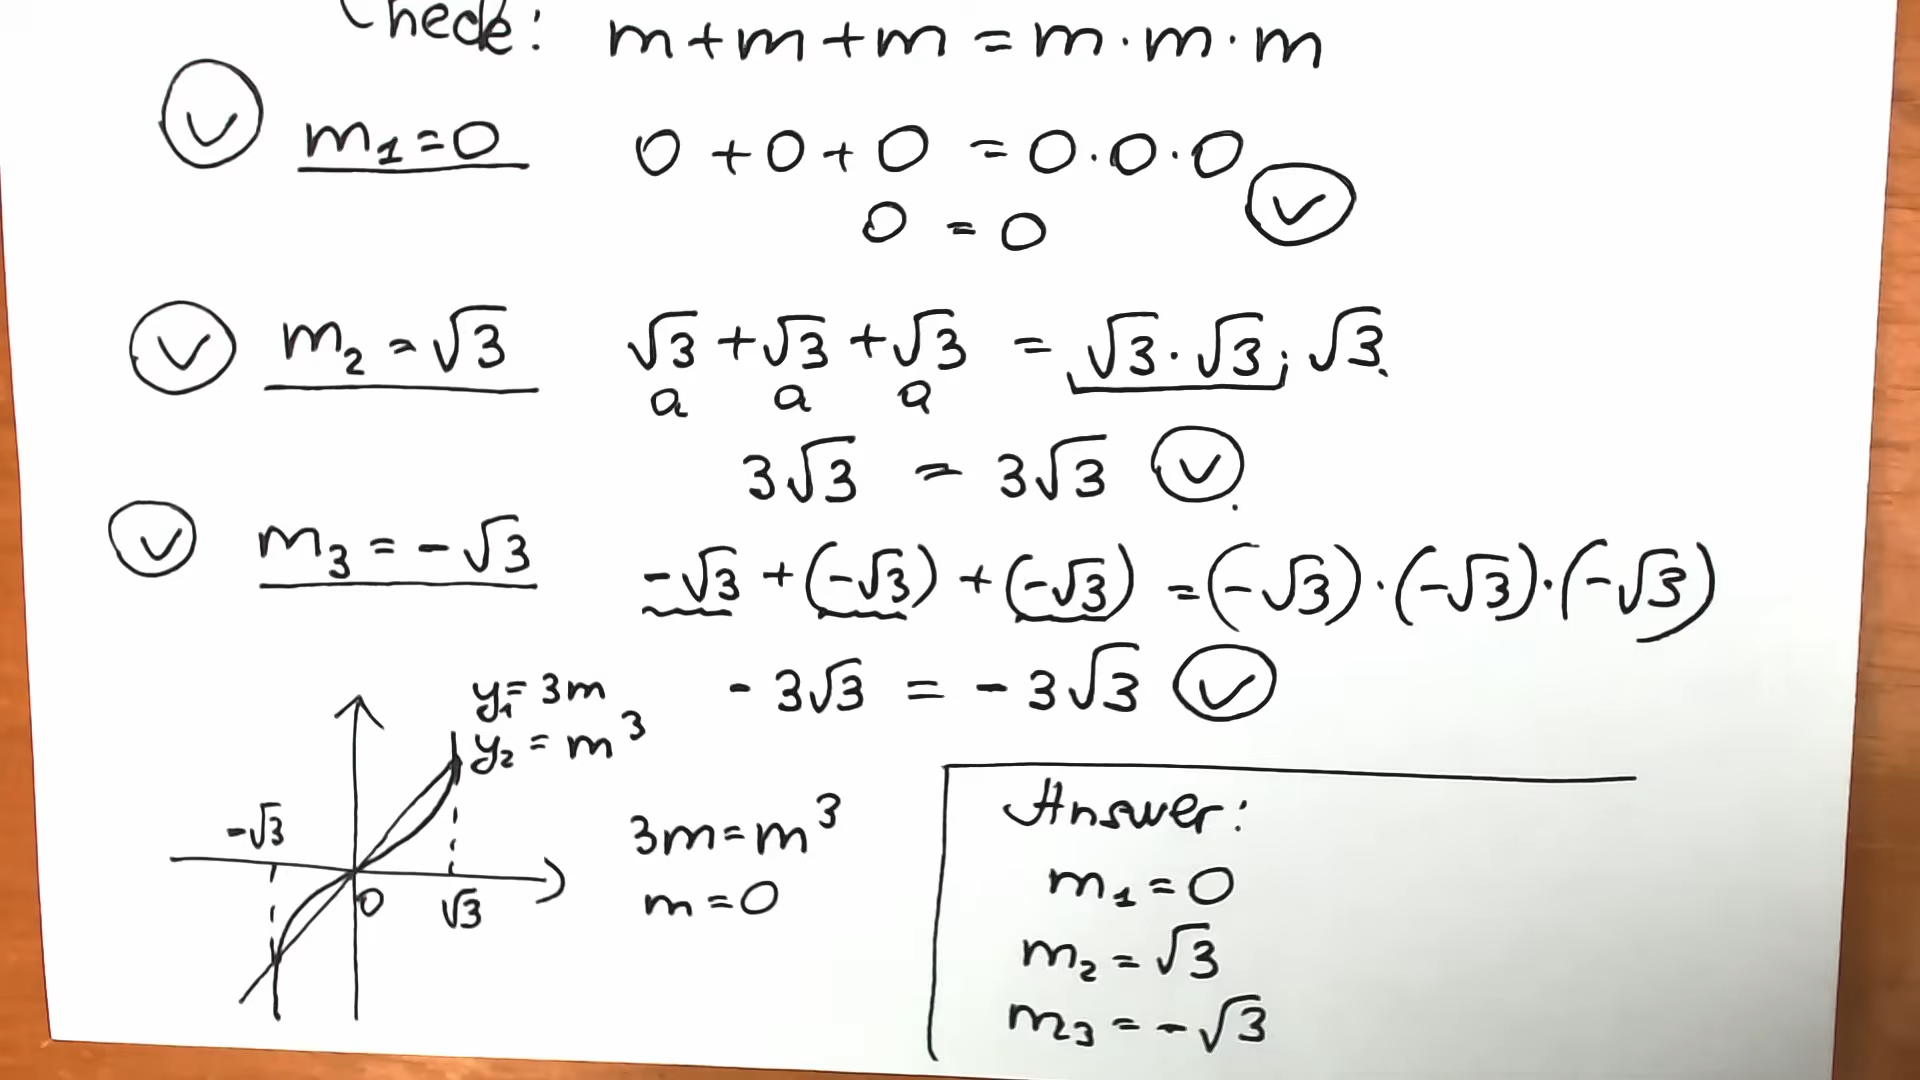 Check: m+m+m=m·m·m
m₁=0 0+0+0=0·0·0
0=0
m₂=√3 √3+√3+√3=√3·√3·√3
a a a
3√3=3√3
m₃=-√3 -√3+(-√3)+(-√3)=(-√3)·(-√3)·(-√3)
-3√3=-3√3
y₁=3m
y₂=m³
-√3
0 √3
3m=m³
m=0
Answer:
m₁=0
m₂=√3
m₃=-√3